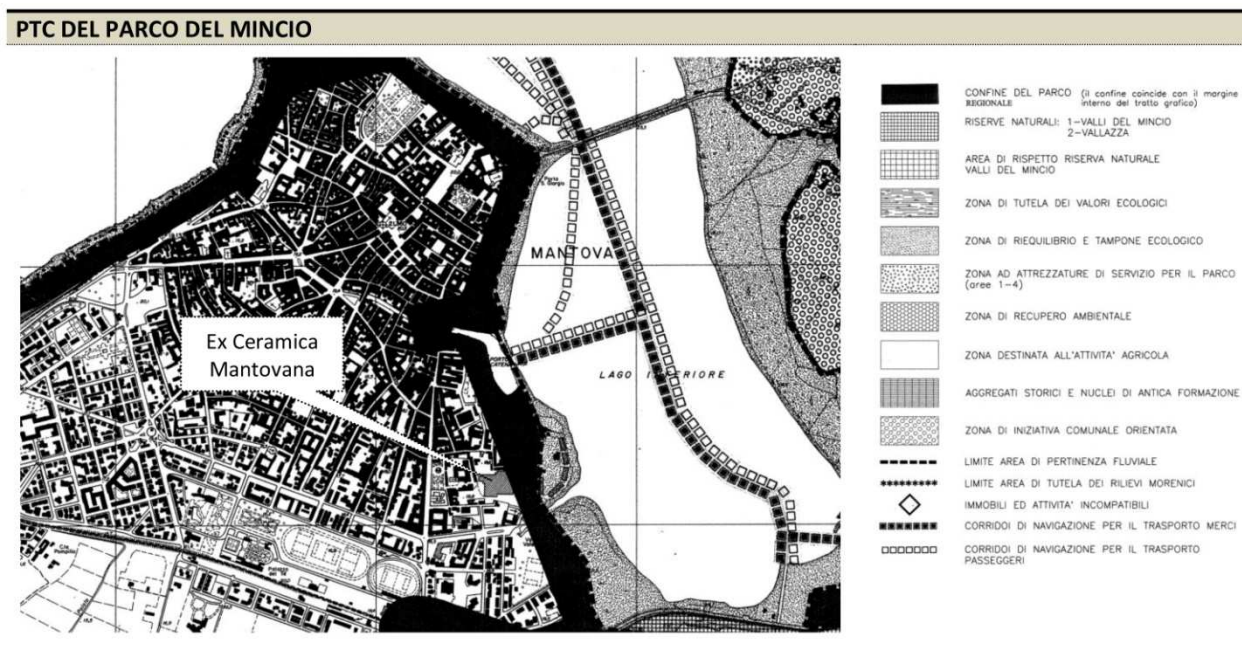 PTC DEL PARCO DEL MINCIO
MANTOVA
Ex Ceramica
Mantovana
PORTO
CATENA
LAGO INFERIORE
CONFINE DEL PARCO (il confine coincide con il margine
REGIONALE interno del tratto grafico)
RISERVE NATURALI: 1-VALLI DEL MINCIO
2-VALLAZZA
AREA DI RISPETTO RISERVA NATURALE
VALLI DEL MINCIO
ZONA DI TUTELA DEI VALORI ECOLOGICI
ZONA DI RIEQUILIBRIO E TAMPONE ECOLOGICO
ZONA AD ATTREZZATURE DI SERVIZIO PER IL PARCO
(aree 1-4)
ZONA DI RECUPERO AMBIENTALE
ZONA DESTINATA ALL'ATTIVITA' AGRICOLA
AGGREGATI STORICI E NUCLEI DI ANTICA FORMAZIONE
ZONA DI INIZIATIVA COMUNALE ORIENTATA
LIMITE AREA DI PERTINENZA FLUVIALE
LIMITE AREA DI TUTELA DEI RILIEVI MORENICI
IMMOBILI ED ATTIVITA' INCOMPATIBILI
CORRIDOI DI NAVIGAZIONE PER IL TRASPORTO MERCI
CORRIDOI DI NAVIGAZIONE PER IL TRASPORTO
PASSEGGERI